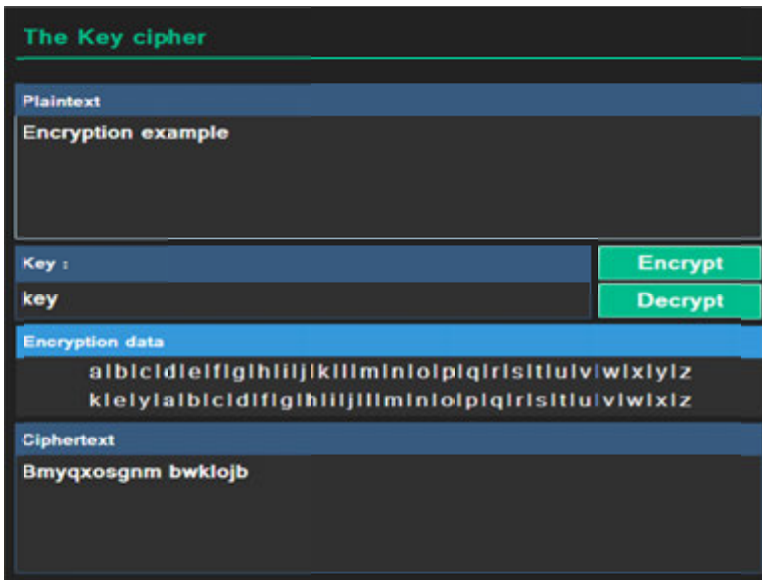 The Key cipher
Plaintext
Encryption example
Key :
Encrypt
key
Decrypt
Encryption data
a|b|c|d|e|f|g|h|i|j|k|l|m|n|o|p|q|r|s|t|u|v|w|x|y|z
k|e|y|a|b|c|d|f|g|h|i|j|l|m|n|o|p|q|r|s|t|u|v|w|x|z
Ciphertext
Bmyqxosgnm bwklojb